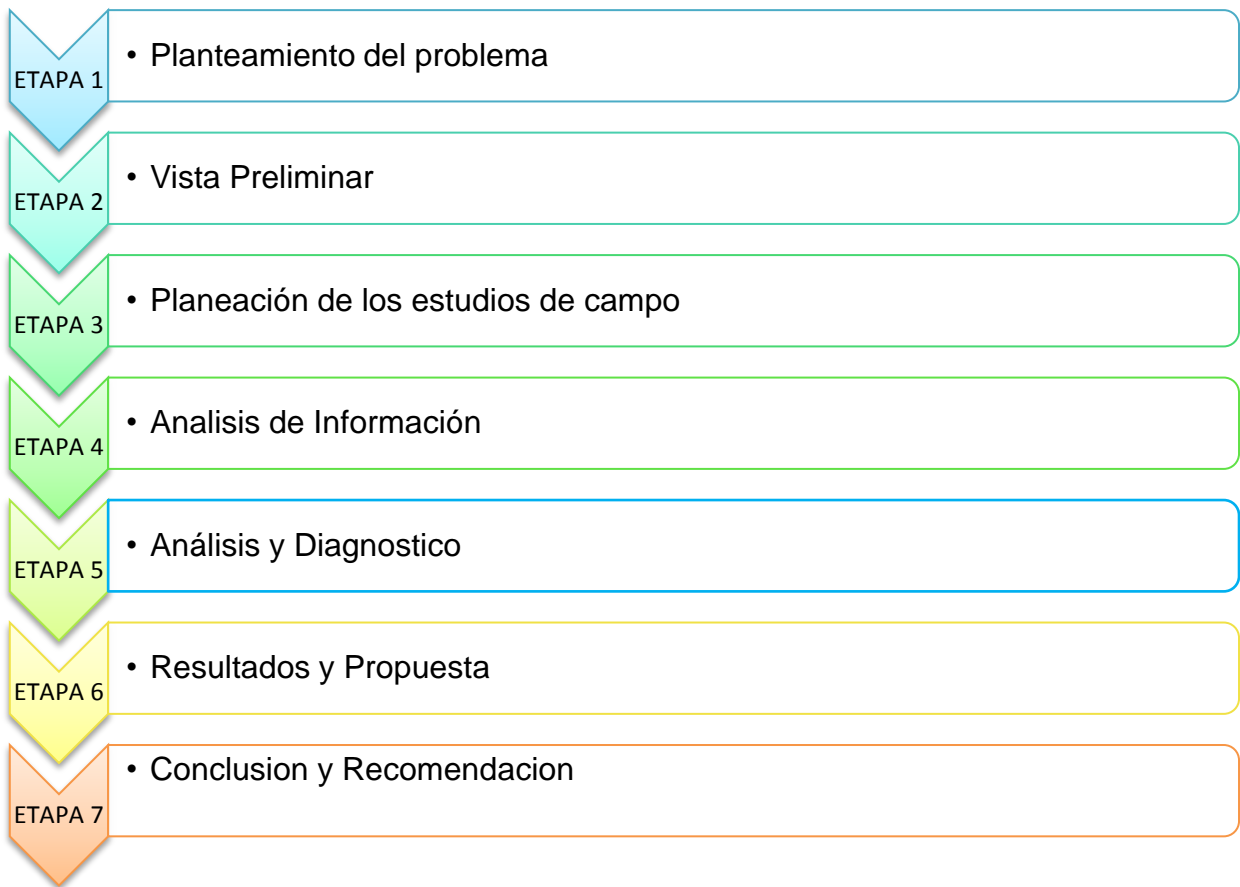 ETAPA 1
• Planteamiento del problema
ETAPA 2
• Vista Preliminar
ETAPA 3
• Planeación de los estudios de campo
ETAPA 4
• Analisis de Información
ETAPA 5
• Análisis y Diagnostico
ETAPA 6
• Resultados y Propuesta
ETAPA 7
• Conclusion y Recomendacion